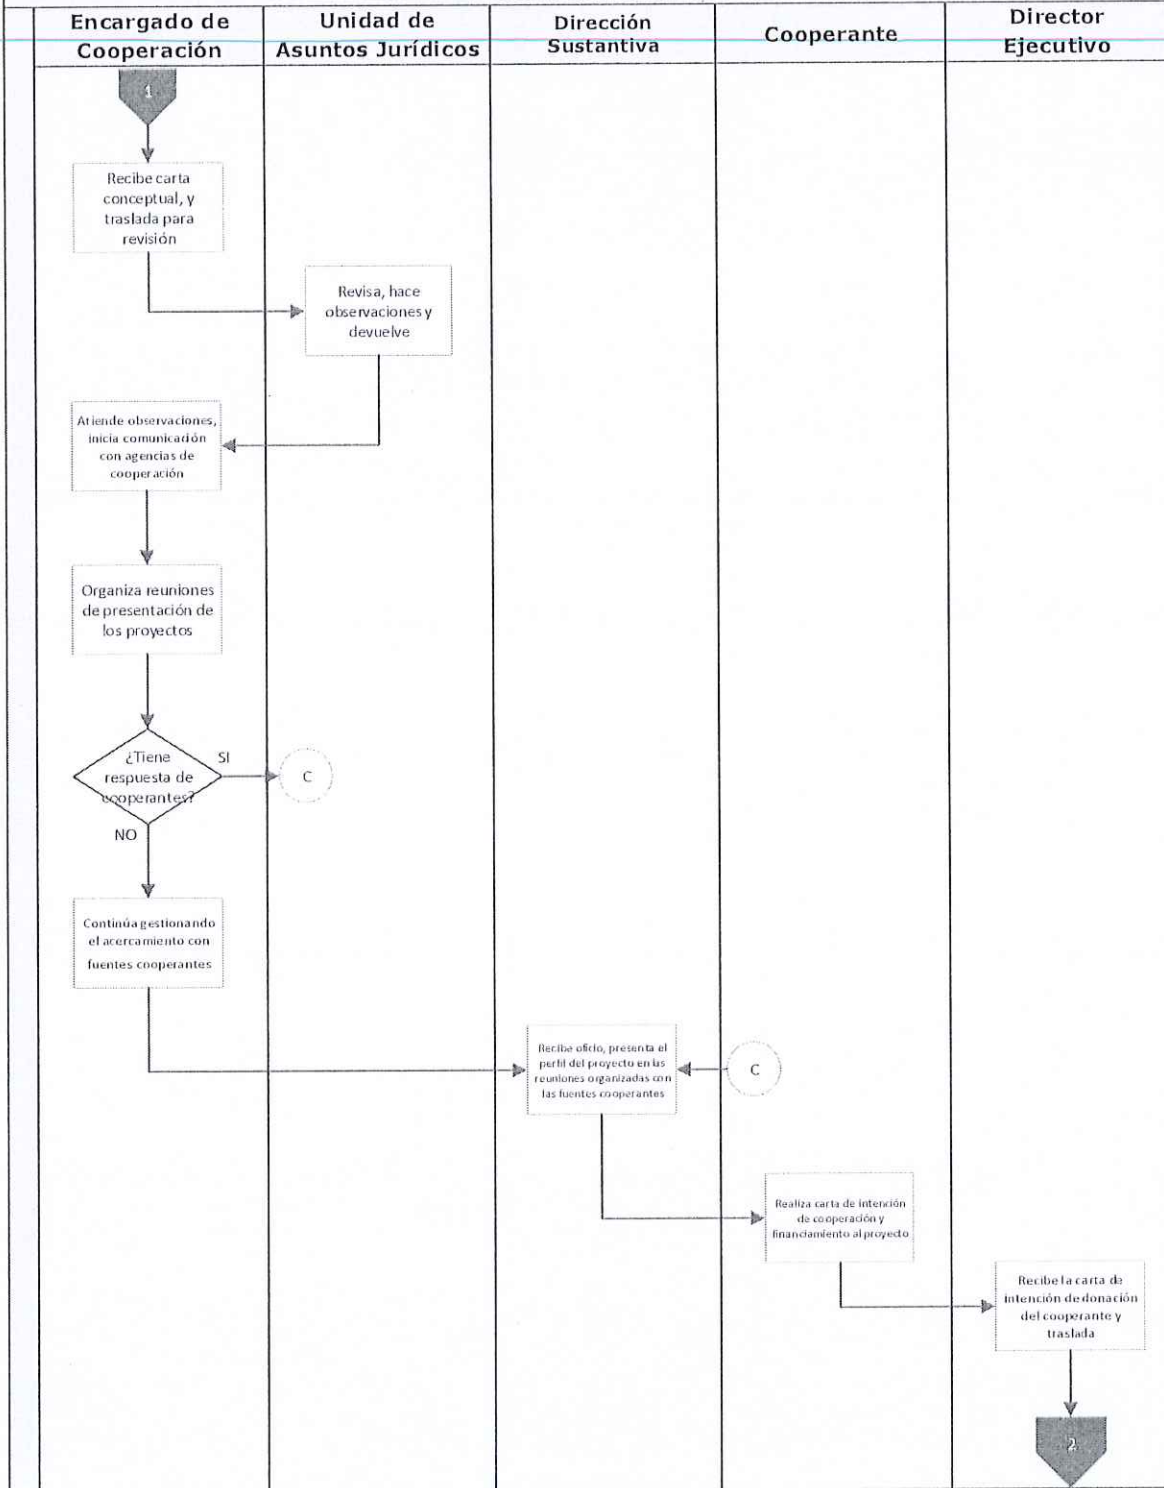 Encargado de
Cooperación
Unidad de
Asuntos Jurídicos
Dirección
Sustantiva
Cooperante
Director
Ejecutivo
1
Recibe carta
conceptual, y
traslada para
revisión
Revisa, hace
observaciones y
devuelve
Atiende observaciones,
inicia comunicación
con agencias de
cooperación
Organiza reuniones
de presentación de
los proyectos
¿Tiene
respuesta de
cooperantes?
SI
C
NO
Continúa gestionando
el acercamiento con
fuentes cooperantes
Recibe oficio, presenta el
perfil del proyecto en las
reuniones organizadas con
las fuentes cooperantes
C
Realiza carta de intención
de cooperación y
financiamiento al proyecto
Recibe la carta de
intención de donación
del cooperante y
traslada
2